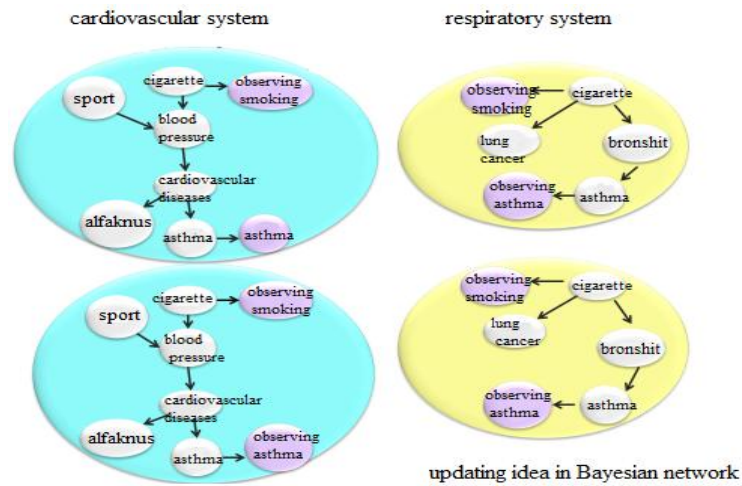 cardiovascular system
respiratory system
sport
cigarette
observing
smoking
blood
pressure
cardiovascular
diseases
alfaknus
asthma
asthma
observing
smoking
cigarette
lung
cancer
bronshit
observing
asthma
asthma
sport
cigarette
observing
smoking
blood
pressure
cardiovascular
diseases
alfaknus
asthma
observing
asthma
observing
smoking
cigarette
lung
cancer
bronshit
observing
asthma
asthma
updating idea in Bayesian network